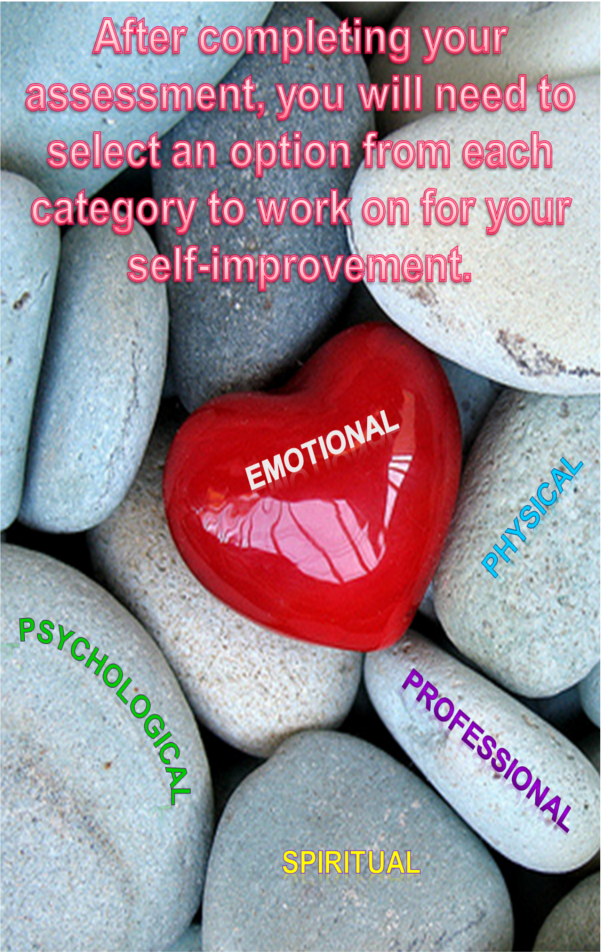 After completing your
assessment, you will need to
select an option from each
category to work on for your
self-improvement.
EMOTIONAL
PHYSICAL
PSYCHOLOGICAL
PROFESSIONAL
SPIRITUAL